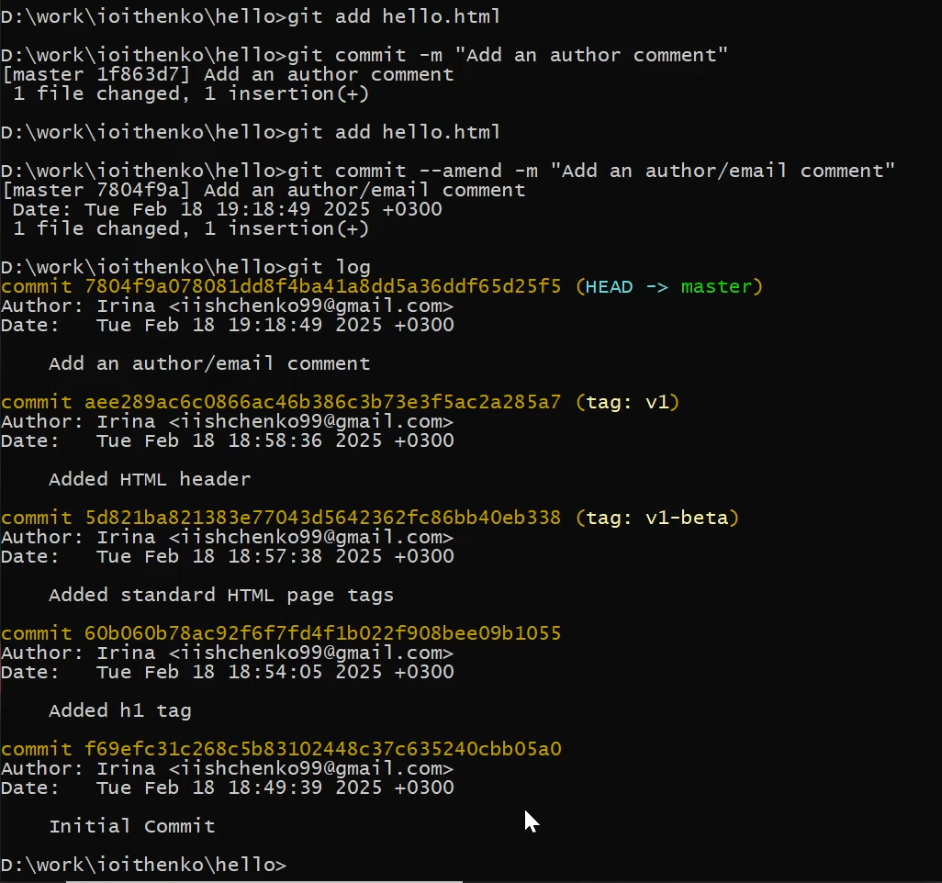 D:\work\ioithenko\hello>git add hello.html
D:\work\ioithenko\hello>git commit -m "Add an author comment"
[master 1f863d7] Add an author comment
 1 file changed, 1 insertion(+)
D:\work\ioithenko\hello>git add hello.html
D:\work\ioithenko\hello>git commit --amend -m "Add an author/email comment"
[master 7804f9a] Add an author/email comment
 Date: Tue Feb 18 19:18:49 2025 +0300
 1 file changed, 1 insertion(+)
D:\work\ioithenko\hello>git log
commit 7804f9a078081dd8f4ba41a8dd5a36ddf65d25f5 (HEAD -> master)
Author: Irina <iishchenko99@gmail.com>
Date:   Tue Feb 18 19:18:49 2025 +0300
    Add an author/email comment
commit aee289ac6c0866ac46b386c3b73e3f5ac2a285a7 (tag: v1)
Author: Irina <iishchenko99@gmail.com>
Date:   Tue Feb 18 18:58:36 2025 +0300
    Added HTML header
commit 5d821ba821383e77043d5642362fc86bb40eb338 (tag: v1-beta)
Author: Irina <iishchenko99@gmail.com>
Date:   Tue Feb 18 18:57:38 2025 +0300
    Added standard HTML page tags
commit 60b060b78ac92f6f7fd4f1b022f908bee09b1055
Author: Irina <iishchenko99@gmail.com>
Date:   Tue Feb 18 18:54:05 2025 +0300
    Added h1 tag
commit f69efc31c268c5b83102448c37c635240cbb05a0
Author: Irina <iishchenko99@gmail.com>
Date:   Tue Feb 18 18:49:39 2025 +0300
    Initial Commit
D:\work\ioithenko\hello>